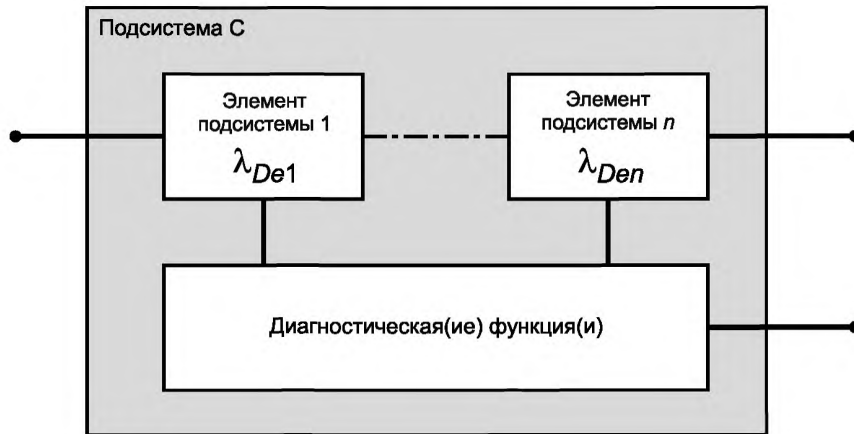 Подсистема С
Элемент
подсистемы 1
λDe1
Элемент
подсистемы n
λDen
Диагностическая(ие) функция(и)